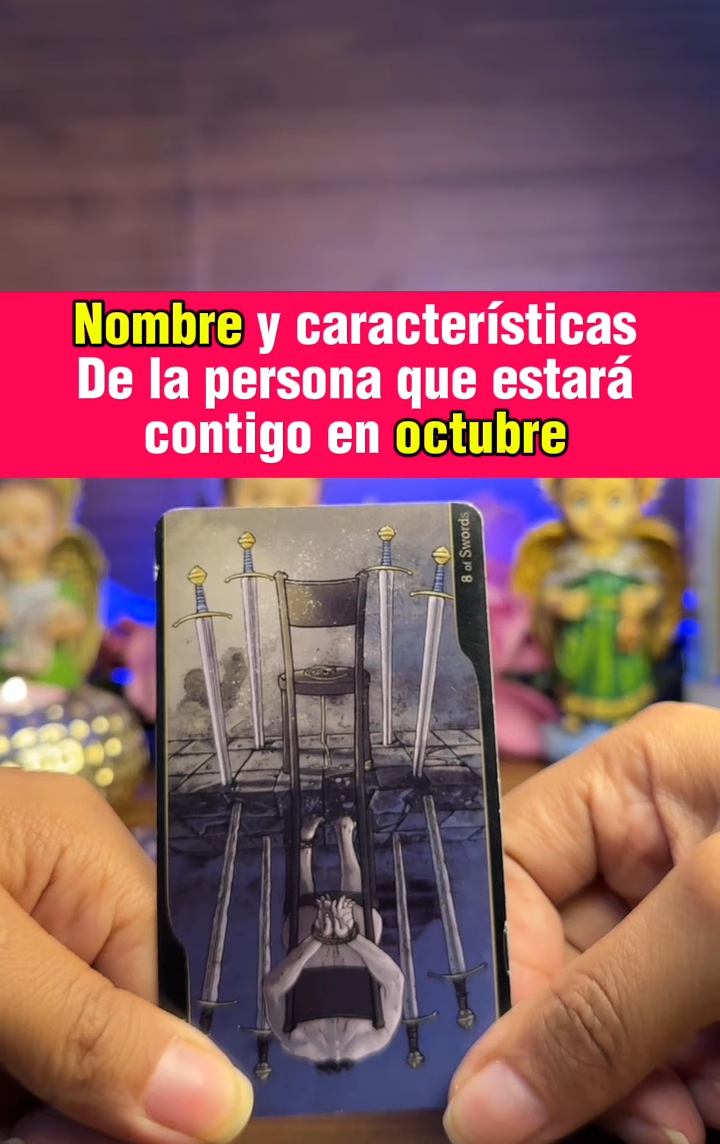 Nombre y características
De la persona que estará
contigo en octubre
8 of Swords